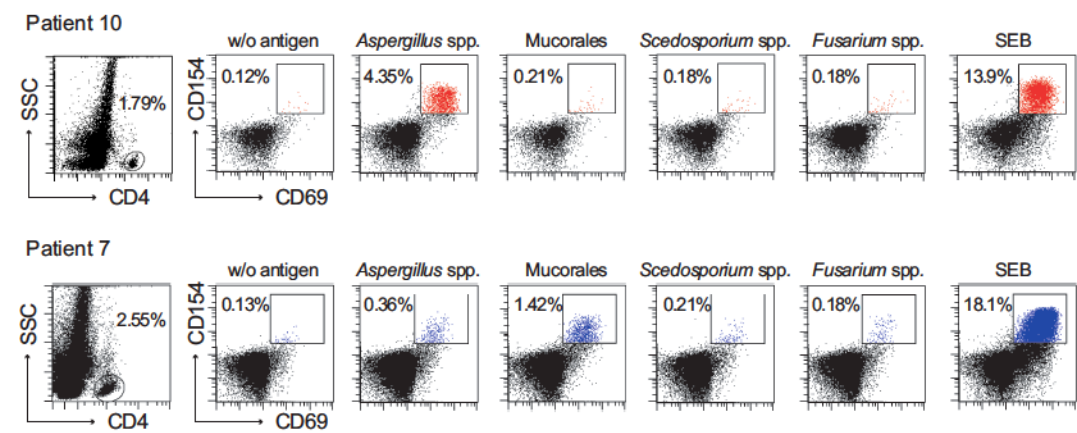 Patient 10
w/o antigen Aspergillus spp. Mucorales Scedosporium spp. Fusarium spp. SEB
SSC 1.79% CD154 0.12% 4.35% 0.21% 0.18% 0.18% 13.9%
CD4 CD69
Patient 7
w/o antigen Aspergillus spp. Mucorales Scedosporium spp. Fusarium spp. SEB
SSC 2.55% CD154 0.13% 0.36% 1.42% 0.21% 0.18% 18.1%
CD4 CD69